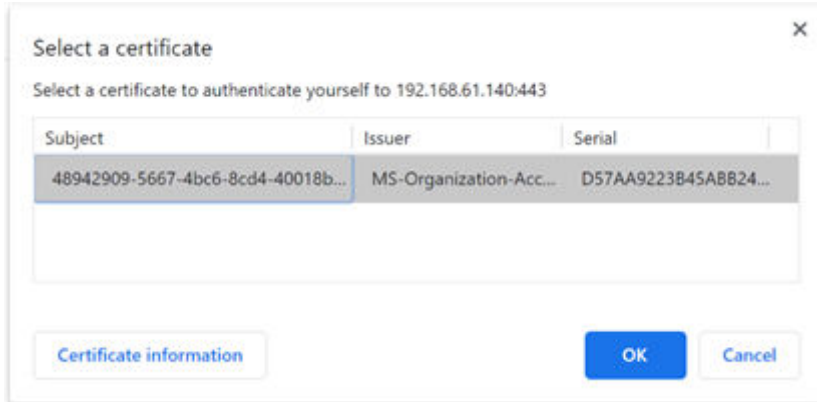 Select a certificate
Select a certificate to authenticate yourself to 192.168.61.140:443
Subject Issuer Serial
48942909-5667-4bc6-8cd4-40018b... MS-Organization-Acc... D57AA9223B45ABB24...
Certificate information OK Cancel